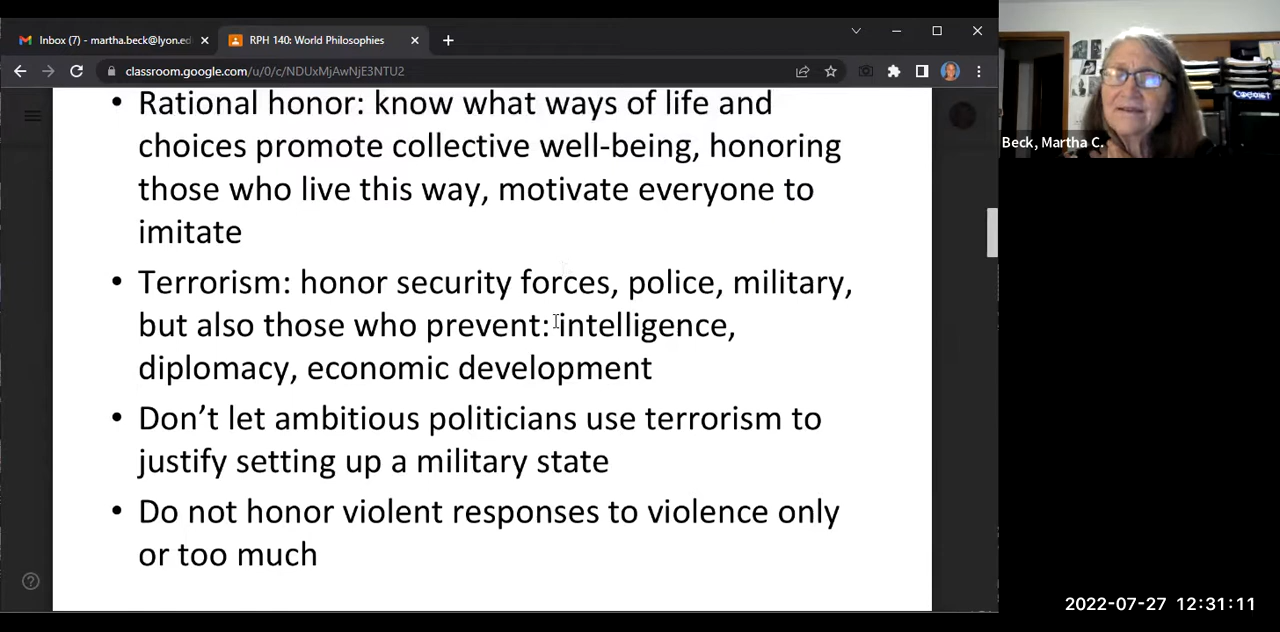 Inbox (7) - martha.beck@lyon.ed
RPH 140: World Philosophies
classroom.google.com/u/0/c/NDUxMjAwNjE3NTU2
• Rational honor: know what ways of life and
choices promote collective well-being, honoring
those who live this way, motivate everyone to
imitate
• Terrorism: honor security forces, police, military,
but also those who prevent: intelligence,
diplomacy, economic development
• Don’t let ambitious politicians use terrorism to
justify setting up a military state
• Do not honor violent responses to violence only
or too much
COEXIST
Beck, Martha C.
2022-07-27 12:31:11